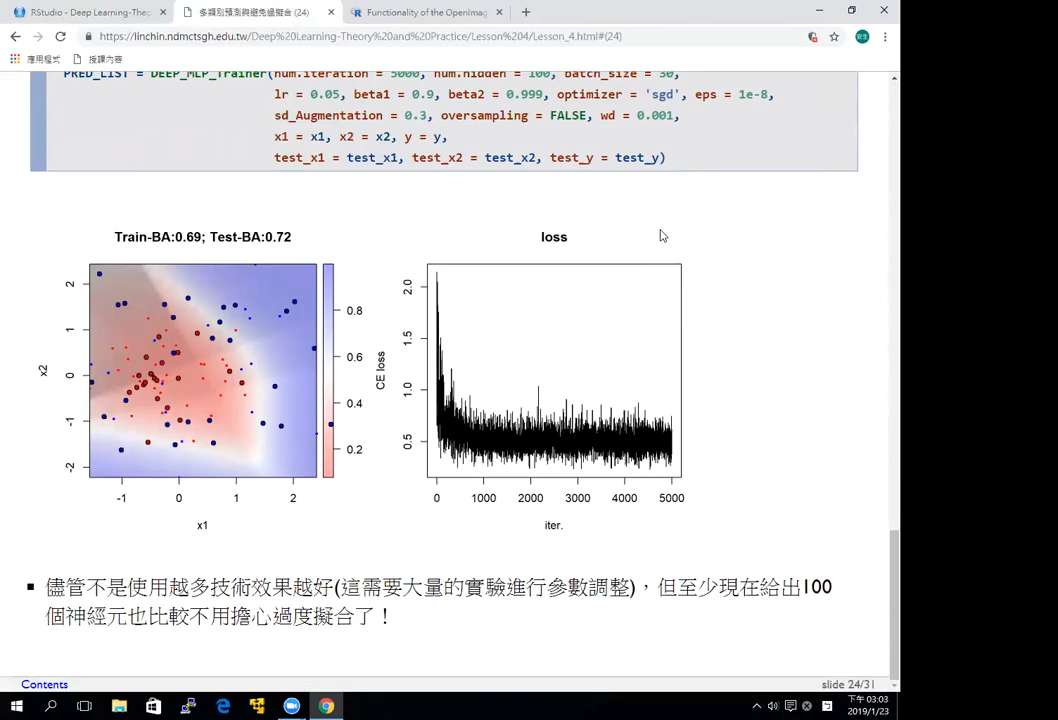 RStudio - Deep Learning-Theo
多類別預測與避免過擬合 (24)
Functionality of the OpenImag
https://linchin.ndmctsgh.edu.tw/Deep%20Learning-Theory%20and%20Practice/Lesson%204/Lesson_4.html#(24)
應用程式
授課內容
PRED_LIST = DEEP_MLP_Trainer(num.iteration = 5000, num.hidden = 100, batch_size = 30,
lr = 0.05, beta1 = 0.9, beta2 = 0.999, optimizer = 'sgd', eps = 1e-8,
sd_Augmentation = 0.3, oversampling = FALSE, wd = 0.001,
x1 = x1, x2 = x2, y = y,
test_x1 = test_x1, test_x2 = test_x2, test_y = test_y)
Train-BA:0.69; Test-BA:0.72
2
1
0
-1
-2
x2
-1 0 1 2
x1
0.8
0.6
0.4
0.2
loss
CE loss
2.0
1.5
1.0
0.5
0 1000 2000 3000 4000 5000
iter.
儘管不是使用越多技術效果越好(這需要大量的實驗進行參數調整)，但至少現在給出100
個神經元也比較不用擔心過度擬合了！
Contents
slide 24/31
下午 03:03
2019/1/23